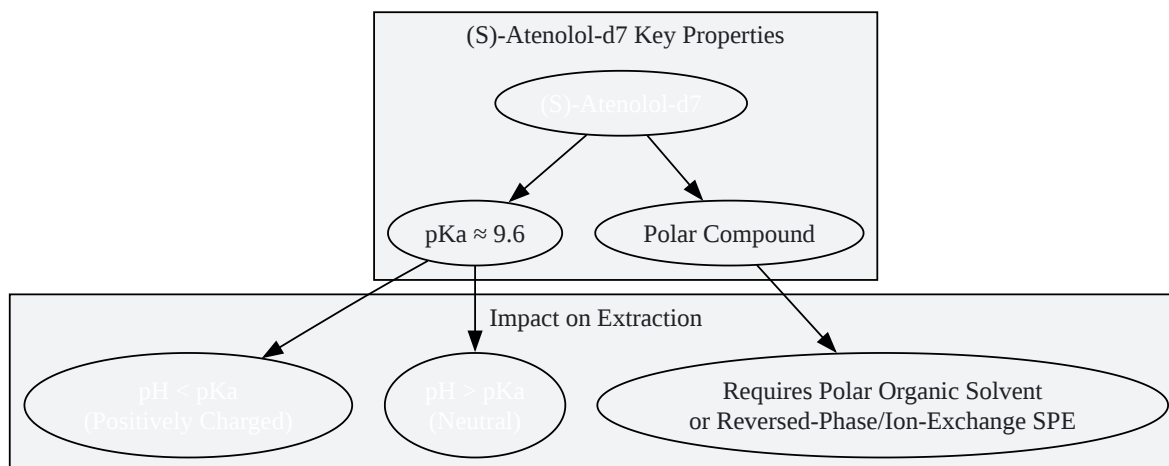 (S)-Atenolol-d7 Key Properties
(S)-Atenolol-d7
pKa ≈ 9.6
Polar Compound
Impact on Extraction
pH < pKa
(Positively Charged)
pH > pKa
(Neutral)
Requires Polar Organic Solvent
or Reversed-Phase/Ion-Exchange SPE